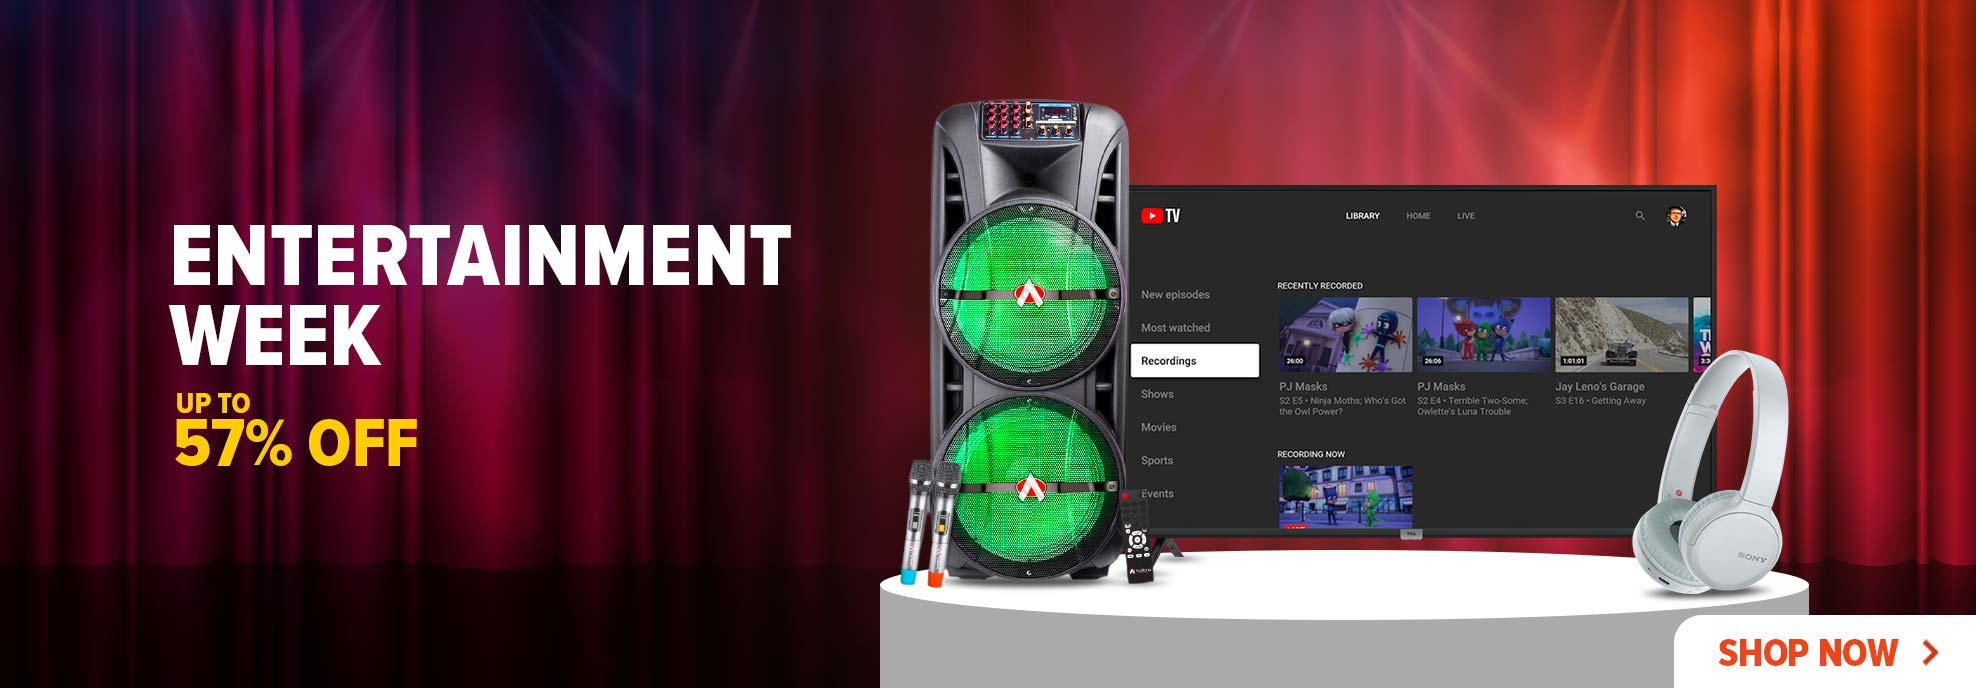 ENTERTAINMENT
WEEK
UP TO
57% OFF
TV
LIBRARY HOME LIVE
New episodes
Most watched
Recordings
Shows
Movies
Sports
Events
RECENTLY RECORDED
26:00
PJ Masks
S2 E5 • Ninja Moths; Who's Got
the Owl Power?
26:06
PJ Masks
S2 E4 • Terrible Two-Some;
Owlette's Luna Trouble
1:01:01
Jay Leno's Garage
S3 E16 • Getting Away
RECORDING NOW
TCL
SONY
SHOP NOW